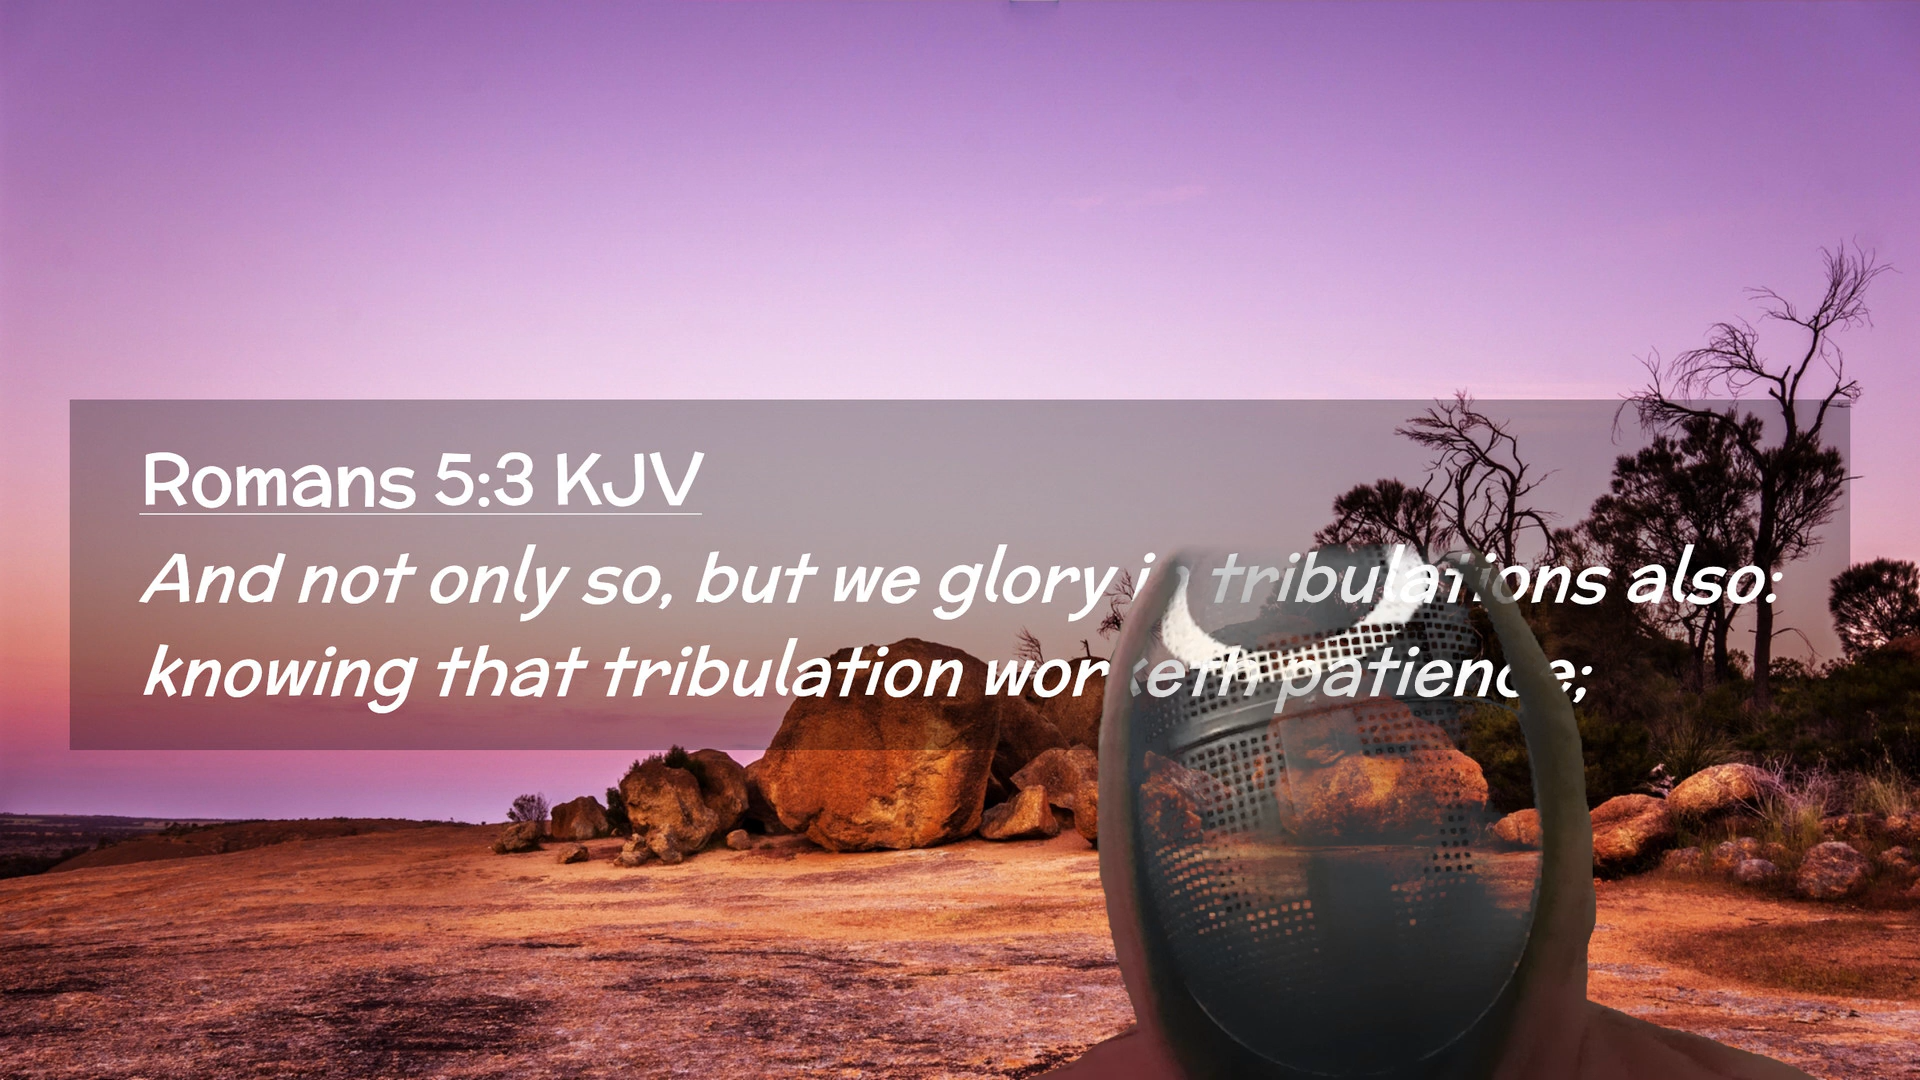 Romans 5:3 KJV
And not only so, but we glory in tribulations also:
knowing that tribulation worketh patience;